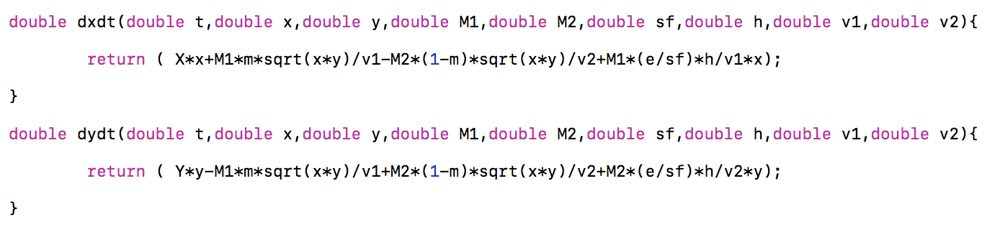 double dxdt(double t,double x,double y,double M1,double M2,double sf,double h,double v1,double v2){
return ( X*x+M1*m*sqrt(x*y)/v1-M2*(1-m)*sqrt(x*y)/v2+M1*(e/sf)*h/v1*x);
}
double dydt(double t,double x,double y,double M1,double M2,double sf,double h,double v1,double v2){
return ( Y*y-M1*m*sqrt(x*y)/v1+M2*(1-m)*sqrt(x*y)/v2+M2*(e/sf)*h/v2*y);
}